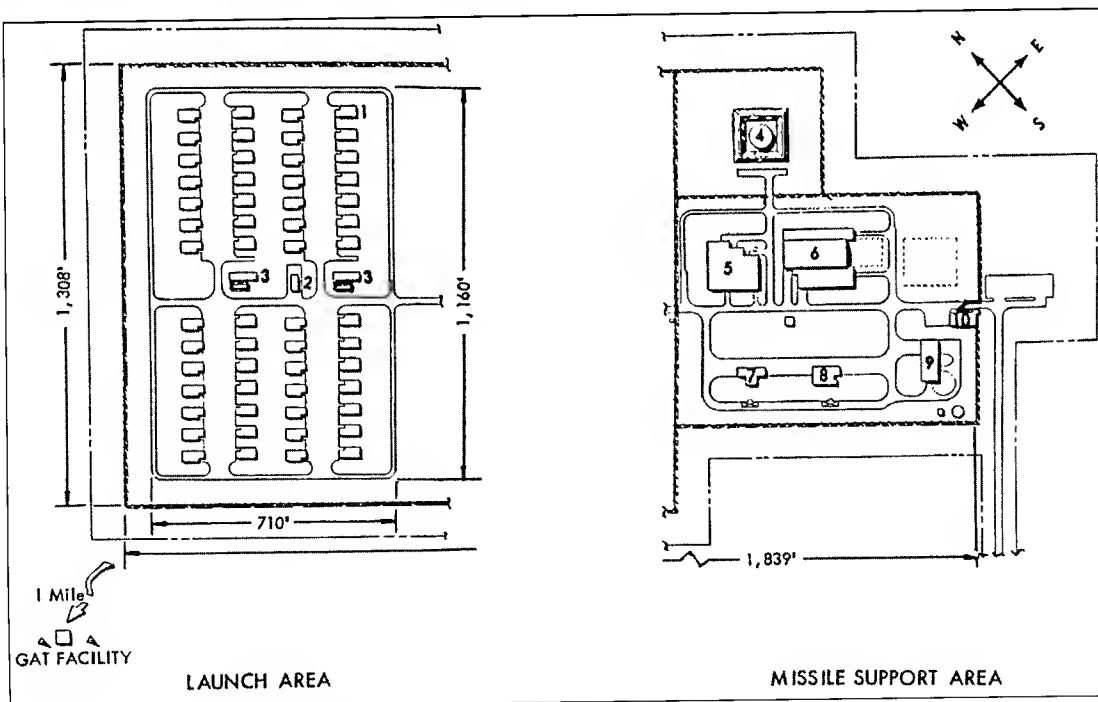 N
E
W
S
1
4
1,308'
1,160'
3
2
3
5
6
10
7
8
9
710'
1,839'
1 Mile
GAT FACILITY
LAUNCH AREA
MISSILE SUPPORT AREA